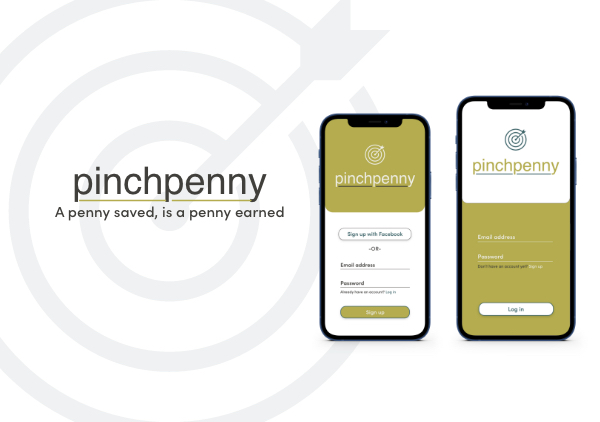 pinchpenny
A penny saved, is a penny earned
pinchpenny
Sign up with Facebook
-OR-
Email address
Password
Already have an account? Log in
Sign up
pinchpenny
Email address
Password
Don't have an account yet? Sign up
Log in